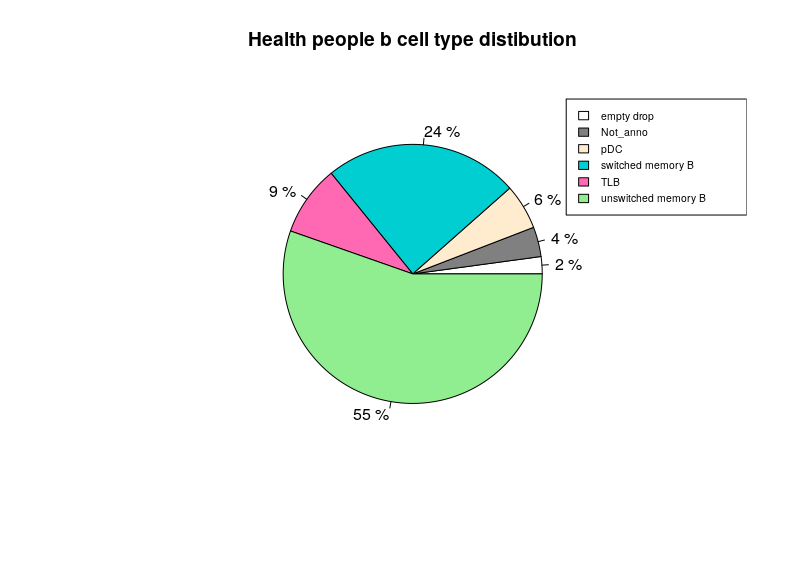 Health people b cell type distibution
empty drop
Not_anno
pDC
switched memory B
TLB
unswitched memory B
24 %
9 %
6 %
4 %
2 %
55 %